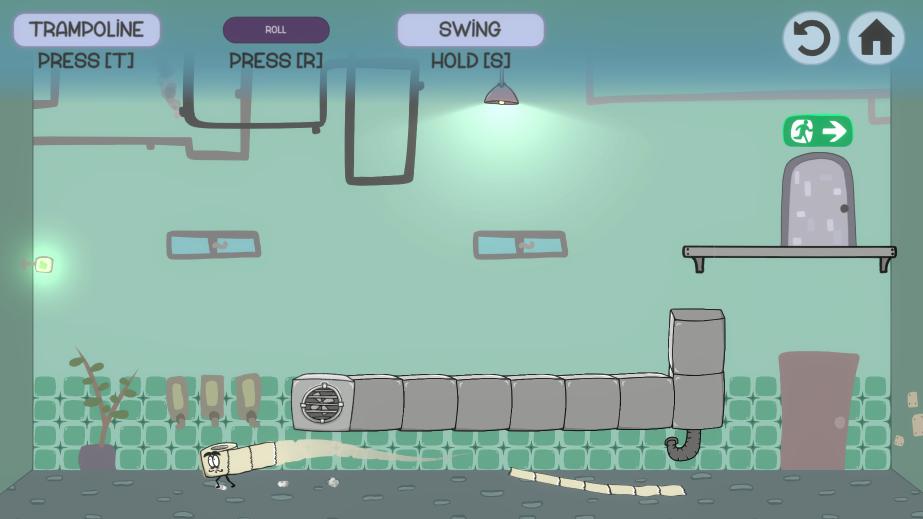 TRAMPOLINE
PRESS [T]
ROLL
PRESS [R]
SWING
HOLD [S]